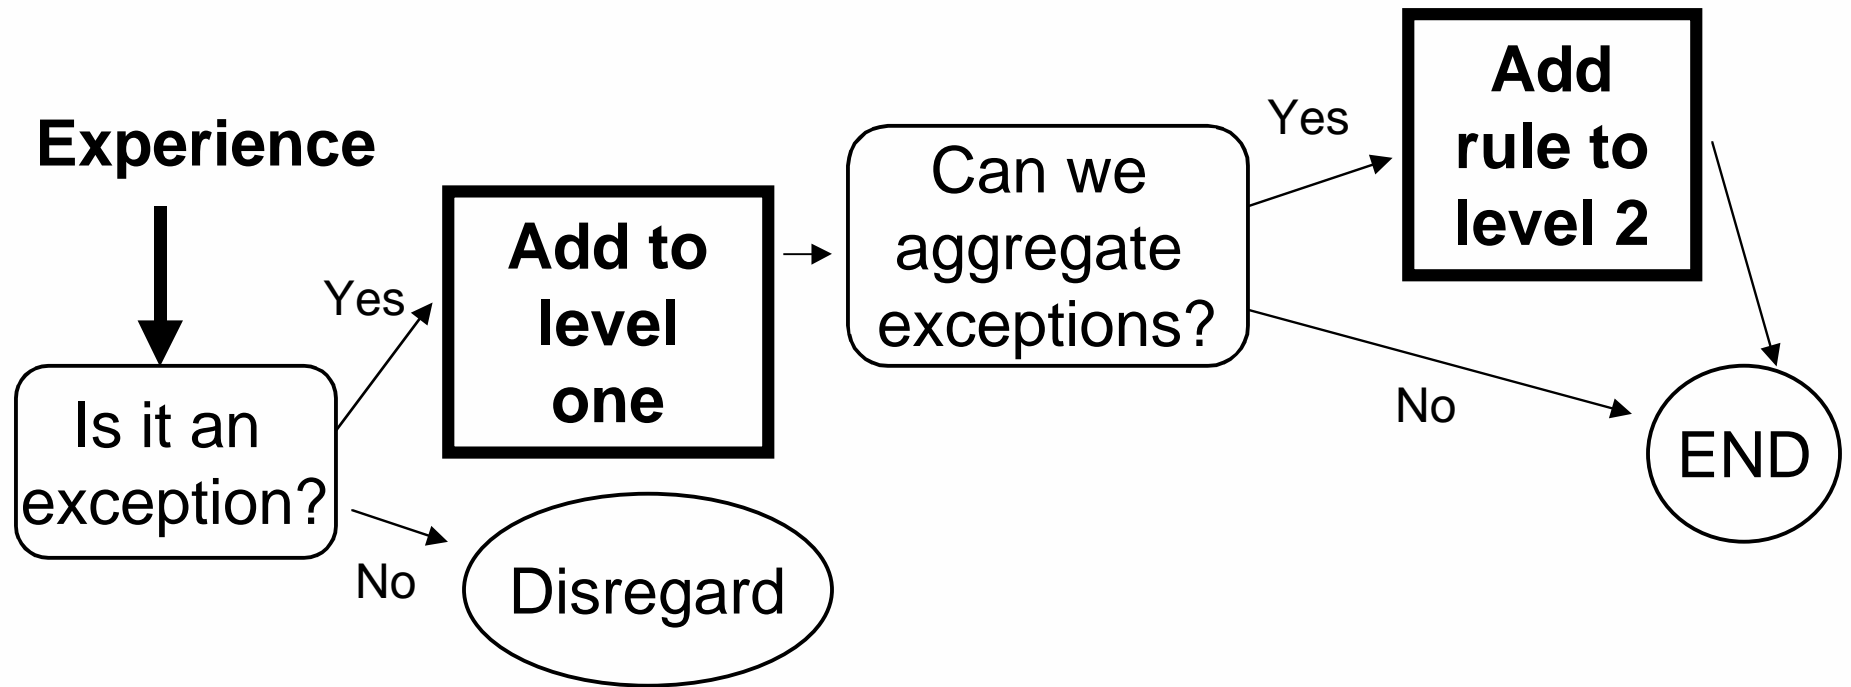 Experience
Is it an
exception?
Yes
No
Add to
level
one
Disregard
Can we
aggregate
exceptions?
Yes
No
Add
rule to
level 2
END